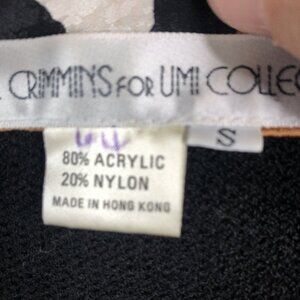 CRIMMINS FOR UMI COLLEC
S
80% ACRYLIC
20% NYLON
MADE IN HONG KONG